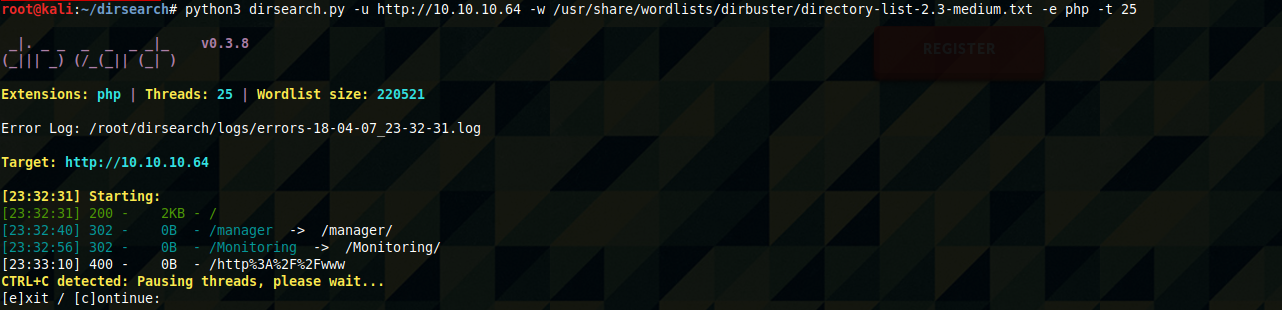 root@kali:~/dirsearch# python3 dirsearch.py -u http://10.10.10.64 -w /usr/share/wordlists/dirbuster/directory-list-2.3-medium.txt -e php -t 25
REGISTER
 _|. _ _  _  _  _ _|_    v0.3.8
(_||| _) (/_(_|| (_| )
Extensions: php | Threads: 25 | Wordlist size: 220521
Error Log: /root/dirsearch/logs/errors-18-04-07_23-32-31.log
Target: http://10.10.10.64
[23:32:31] Starting:
[23:32:31] 200 -    2KB - /
[23:32:40] 302 -    0B  - /manager  ->  /manager/
[23:32:56] 302 -    0B  - /Monitoring  ->  /Monitoring/
[23:33:10] 400 -    0B  - /http%3A%2F%2Fwww
CTRL+C detected: Pausing threads, please wait...
[e]xit / [c]ontinue: